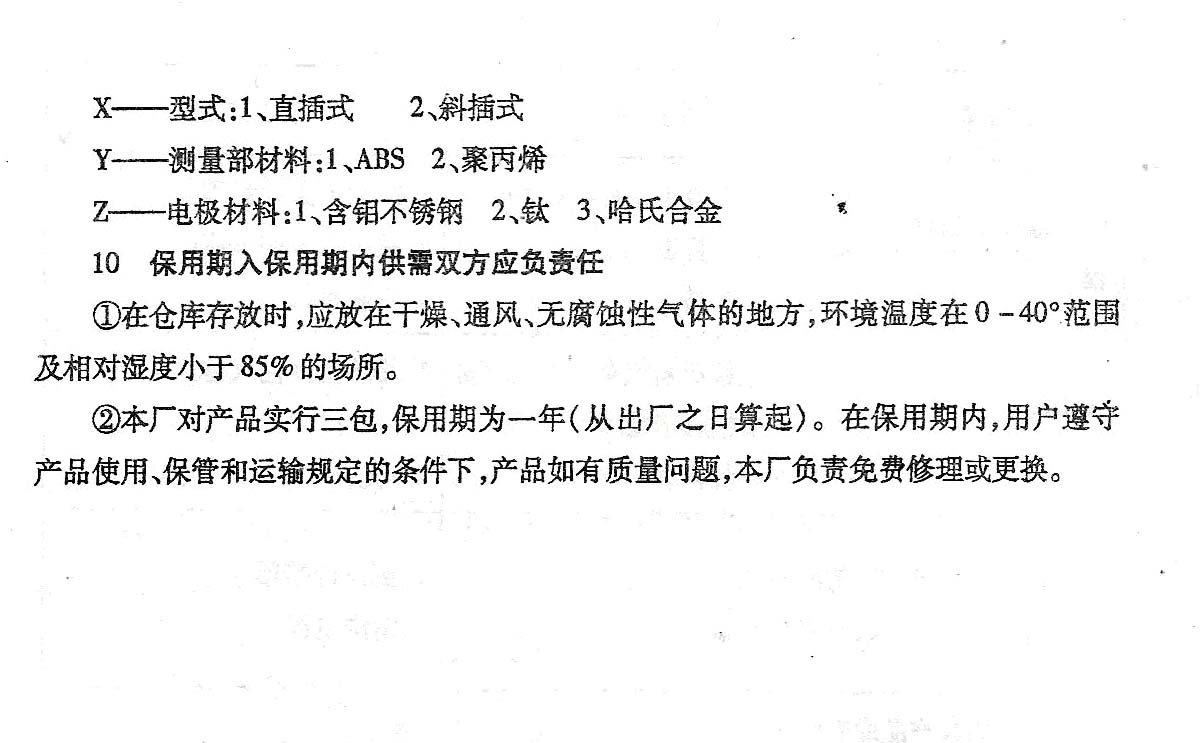 X——型式:1、直插式 2、斜插式
Y——测量部材料:1、ABS 2、聚丙烯
Z——电极材料:1、含钼不锈钢 2、钛 3、哈氏合金
10 保用期入保用期内供需双方应负责任
①在仓库存放时,应放在干燥、通风、无腐蚀性气体的地方,环境温度在0-40°范围
及相对湿度小于85%的场所。
②本厂对产品实行三包,保用期为一年(从出厂之日算起)。在保用期内,用户遵守
产品使用、保管和运输规定的条件下,产品如有质量问题,本厂负责免费修理或更换。